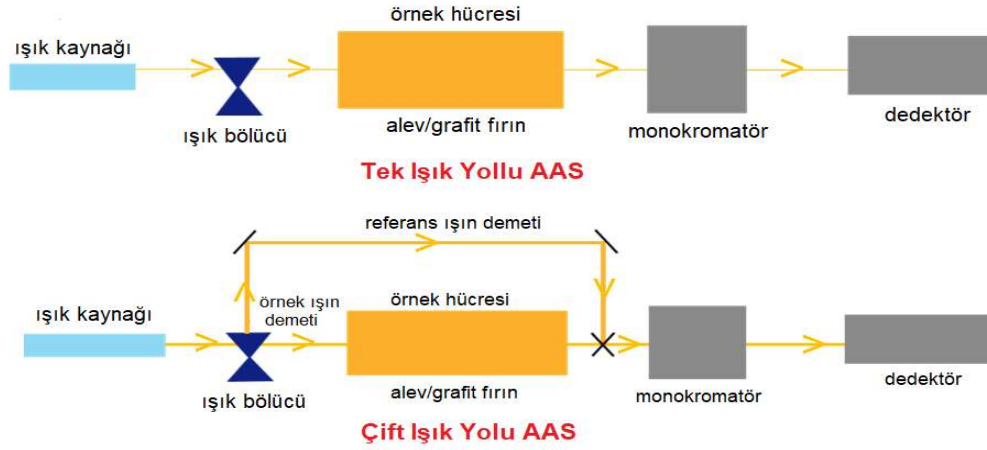 örnek hücresi
ışık kaynağı
ışık bölücü
alev/grafit fırın
monokromatör
dedektör
Tek Işık Yollu AAS
referans ışın demeti
örnek ışın
demeti
örnek hücresi
ışık kaynağı
ışık bölücü
alev/grafit fırın
monokromatör
dedektör
Çift Işık Yolu AAS